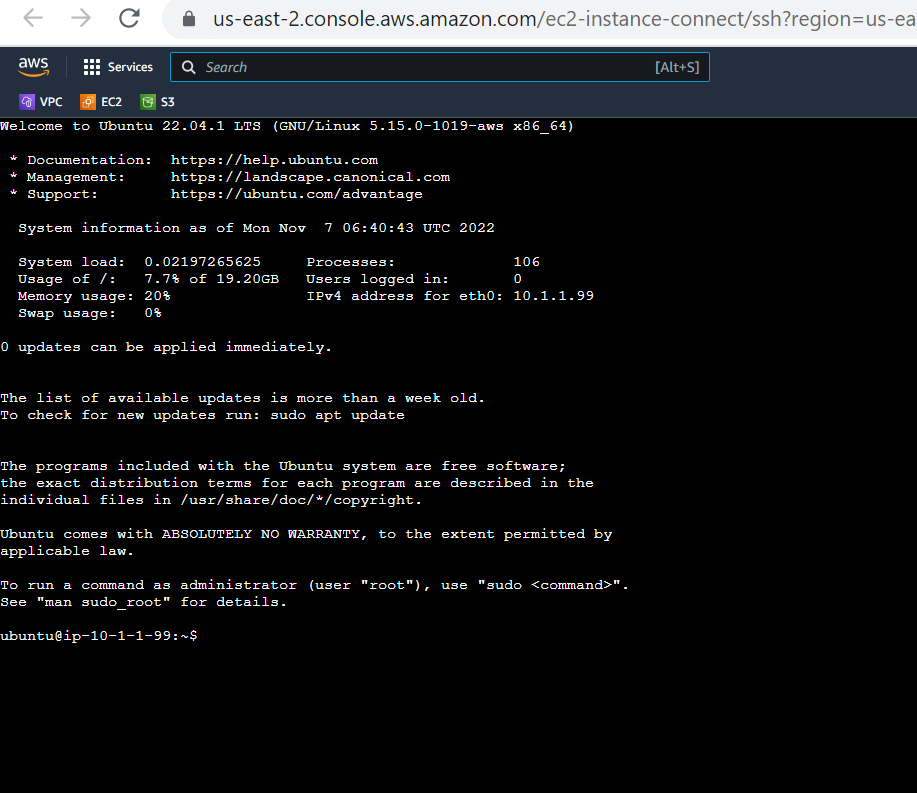 us-east-2.console.aws.amazon.com/ec2-instance-connect/ssh?region=us-ea
aws Services Search [Alt+S]
VPC EC2 S3
Welcome to Ubuntu 22.04.1 LTS (GNU/Linux 5.15.0-1019-aws x86_64)
* Documentation: https://help.ubuntu.com
* Management: https://landscape.canonical.com
* Support: https://ubuntu.com/advantage
System information as of Mon Nov 7 06:40:43 UTC 2022
System load: 0.02197265625 Processes: 106
Usage of /: 7.7% of 19.20GB Users logged in: 0
Memory usage: 20% IPv4 address for eth0: 10.1.1.99
Swap usage: 0%
0 updates can be applied immediately.
The list of available updates is more than a week old.
To check for new updates run: sudo apt update
The programs included with the Ubuntu system are free software;
the exact distribution terms for each program are described in the
individual files in /usr/share/doc/*/copyright.
Ubuntu comes with ABSOLUTELY NO WARRANTY, to the extent permitted by
applicable law.
To run a command as administrator (user "root"), use "sudo <command>".
See "man sudo_root" for details.
ubuntu@ip-10-1-1-99:~$